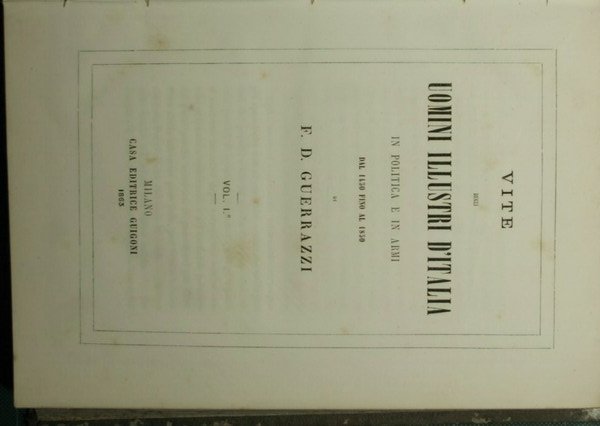 VITE
DEGLI
UOMINI ILLUSTRI D'ITALIA
IN POLITICA E IN ARMI
DAL 1450 FINO AL 1850
DI
F. D. GUERRAZZI
VOL. I.°
MILANO
CASA EDITRICE GUIGONI
1863